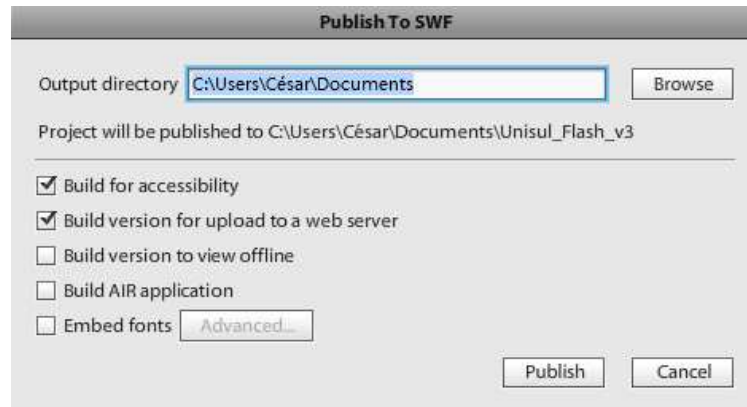 Publish To SWF
Output directory C:\Users\César\Documents Browse
Project will be published to C:\Users\César\Documents\Unisul_Flash_v3
Build for accessibility
Build version for upload to a web server
Build version to view offline
Build AIR application
Embed fonts Advanced...
Publish Cancel